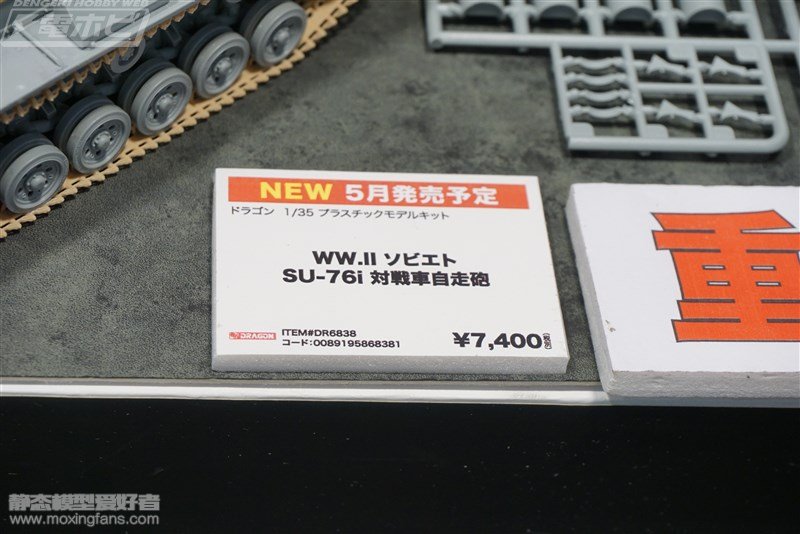 DENGEKI HOBBY WEB
電ホビ
NEW 5月発売予定
ドラゴン 1/35 プラスチックモデルキット
WW.II ソビエト
SU-76i 対戦車自走砲
DRAGON
ITEM#DR6838
コード:0089195868381
¥7,400(税別)
重
静态模型爱好者
www.moxingfans.com